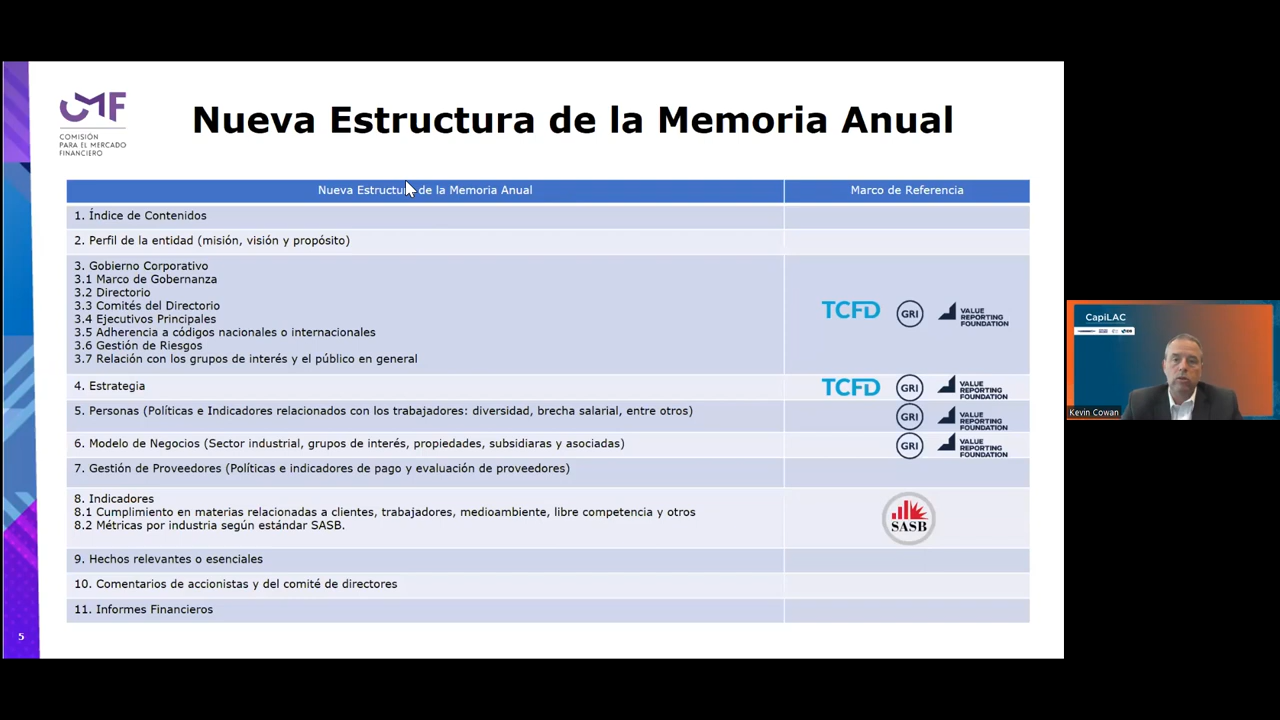 CMF
COMISIÓN
PARA EL MERCADO
FINANCIERO
Nueva Estructura de la Memoria Anual
Nueva Estructura de la Memoria Anual
Marco de Referencia
1. Índice de Contenidos
2. Perfil de la entidad (misión, visión y propósito)
3. Gobierno Corporativo
3.1 Marco de Gobernanza
3.2 Directorio
3.3 Comités del Directorio
3.4 Ejecutivos Principales
3.5 Adherencia a códigos nacionales o internacionales
3.6 Gestión de Riesgos
3.7 Relación con los grupos de interés y el público en general
TCFD
GRI
VALUE
REPORTING
FOUNDATION
4. Estrategia
TCFD
GRI
VALUE
REPORTING
FOUNDATION
5. Personas (Políticas e Indicadores relacionados con los trabajadores: diversidad, brecha salarial, entre otros)
GRI
VALUE
REPORTING
FOUNDATION
6. Modelo de Negocios (Sector industrial, grupos de interés, propiedades, subsidiaras y asociadas)
GRI
VALUE
REPORTING
FOUNDATION
7. Gestión de Proveedores (Políticas e indicadores de pago y evaluación de proveedores)
8. Indicadores
8.1 Cumplimiento en materias relacionadas a clientes, trabajadores, medioambiente, libre competencia y otros
8.2 Métricas por industria según estándar SASB.
SASB
9. Hechos relevantes o esenciales
10. Comentarios de accionistas y del comité de directores
11. Informes Financieros
5
CapiLAC
Kevin Cowan